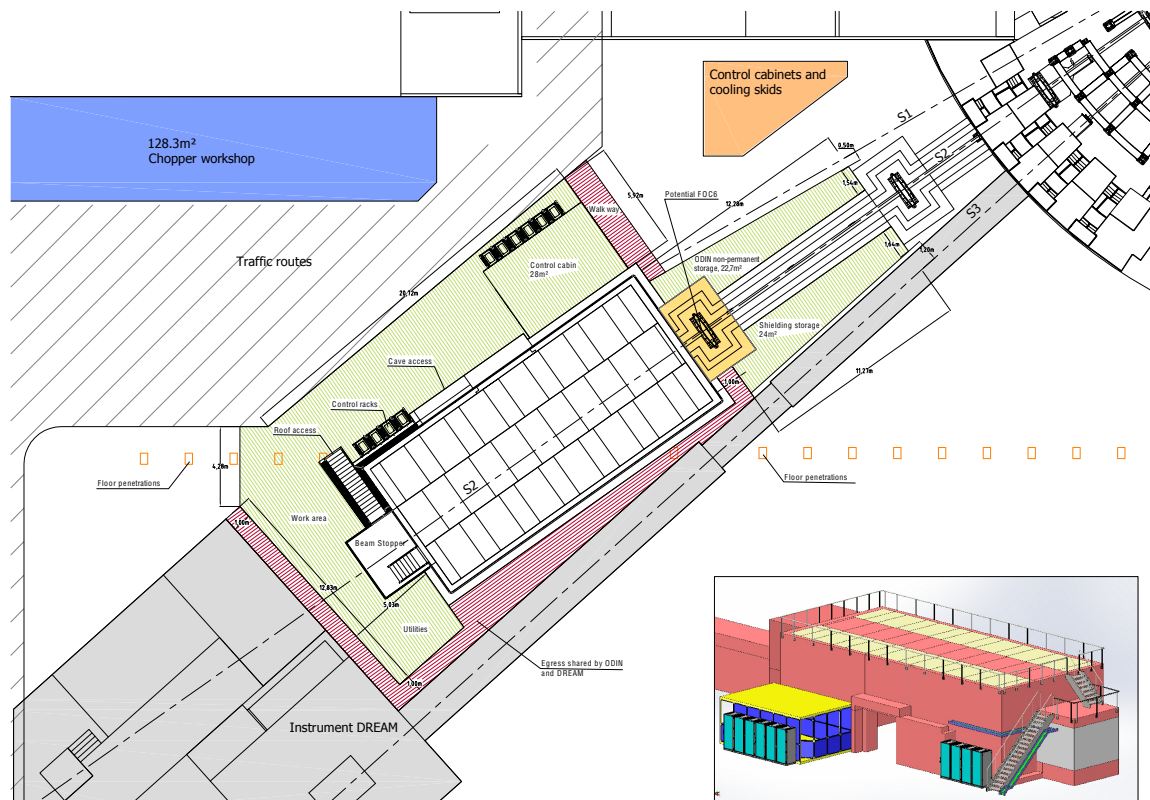 Control cabinets and
cooling skids
128.3m²
Chopper workshop
S1
0,50m
S2
1,54m
5,92m
Potential FOC6
12,28m
S3
Walk way
1,64m
1,20m
Traffic routes
Control cabin
28m²
ODIN non-permanent
storage, 22,7m²
20,12m
Shielding storage
24m²
Cave access
11,27m
1,00m
Control racks
Roof access
4,28m
Floor penetrations
Floor penetrations
S2
Work area
1,00m
Beam Stopper
12,83m
5,03m
Utilities
Egress shared by ODIN
and DREAM
1,00m
Instrument DREAM